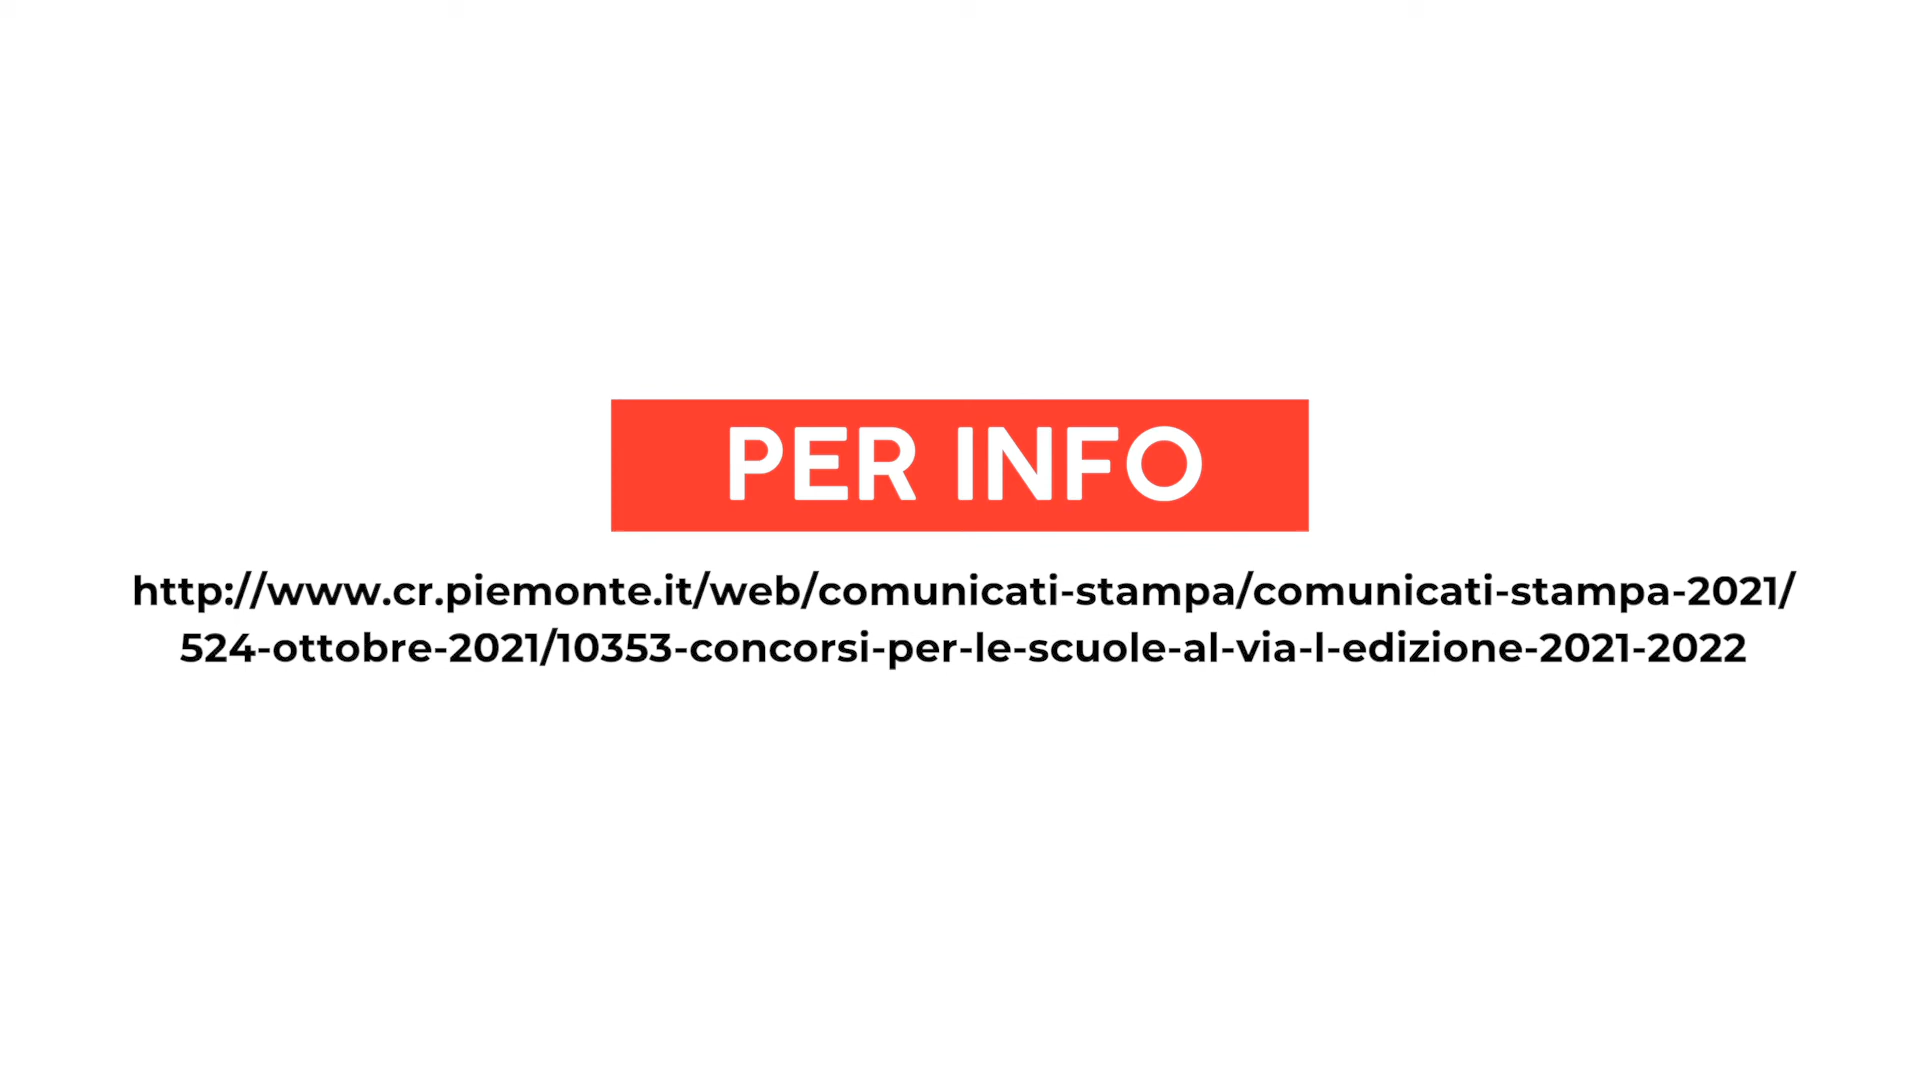 PER INFO
http://www.cr.piemonte.it/web/comunicati-stampa/comunicati-stampa-2021/
524-ottobre-2021/10353-concorsi-per-le-scuole-al-via-l-edizione-2021-2022